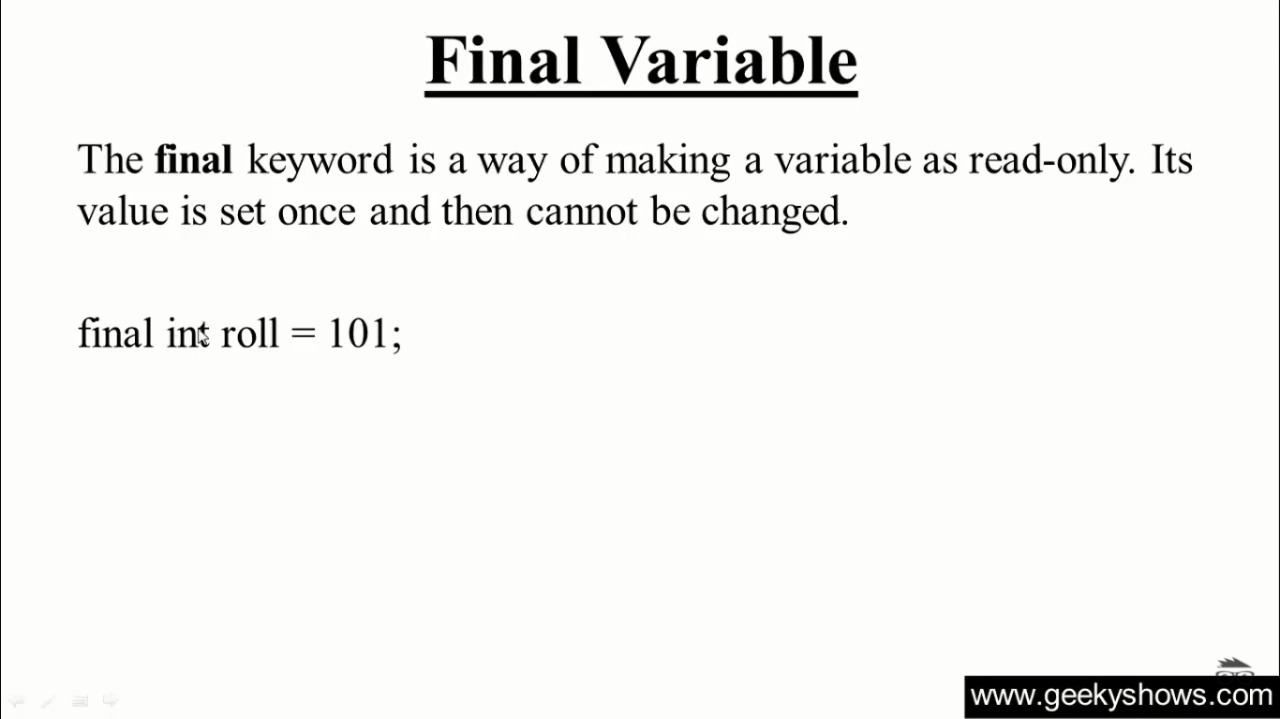 Final Variable
The final keyword is a way of making a variable as read-only. Its
value is set once and then cannot be changed.
final int roll = 101;
www.geekyshows.com